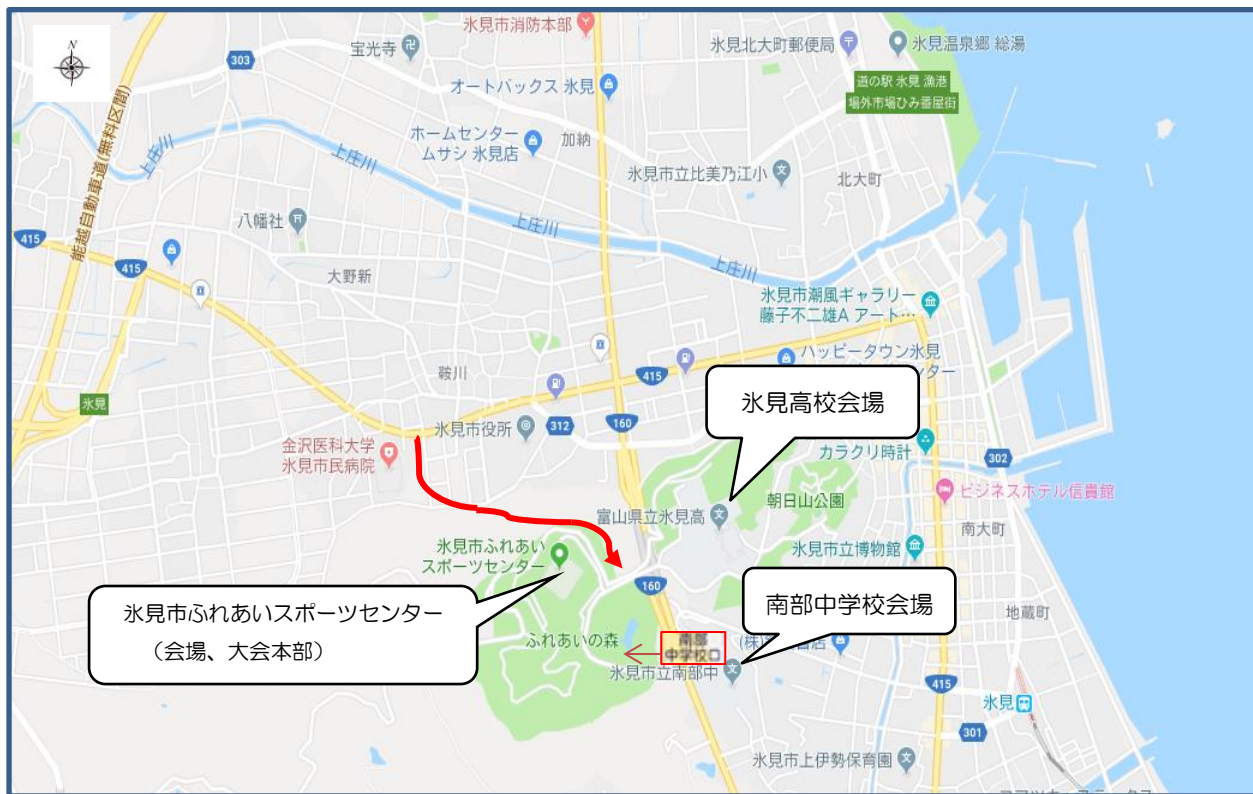 氷見市消防本部
N
303
宝光寺
氷見北大町郵便局
氷見温泉郷 総湯
オートバックス 氷見
道の駅 氷見 漁港
場外市場ひみ番屋街
能越自動車道(無料区間)
上庄川
上庄川
ホームセンター
ムサシ 氷見店
加納
氷見市立比美乃江小
北大町
八幡社
上庄川
415
415
大野新
上庄川
氷見市潮風ギャラリー
藤子不二雄A アート…
鞍川
415
ハッピータウン氷見
ンター
氷見
氷見高校会場
金沢医科大学
氷見市民病院
氷見市役所
312
160
カラクリ時計
302
ビジネスホテル信貴館
朝日山公園
富山県立氷見高
南大町
氷見市ふれあい
スポーツセンター
氷見市立博物館
160
氷見市ふれあいスポーツセンター
(会場、大会本部)
南部中学校会場
地蔵町
ふれあいの森
南部
中学校口
(株)
書店
氷見市立南部中
415
氷見
301
氷見市上伊勢保育園